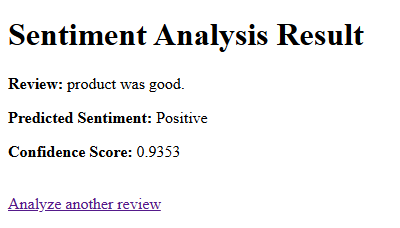 Sentiment Analysis Result
Review: product was good.
Predicted Sentiment: Positive
Confidence Score: 0.9353
Analyze another review